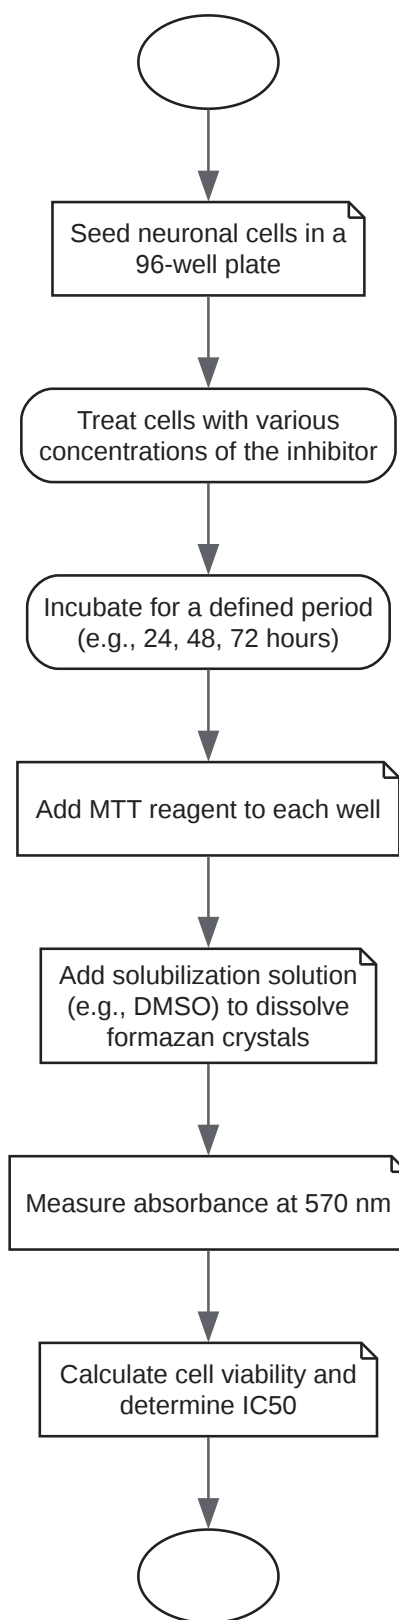 Seed neuronal cells in a
96-well plate
Treat cells with various
concentrations of the inhibitor
Incubate for a defined period
(e.g., 24, 48, 72 hours)
Add MTT reagent to each well
Add solubilization solution
(e.g., DMSO) to dissolve
formazan crystals
Measure absorbance at 570 nm
Calculate cell viability and
determine IC50